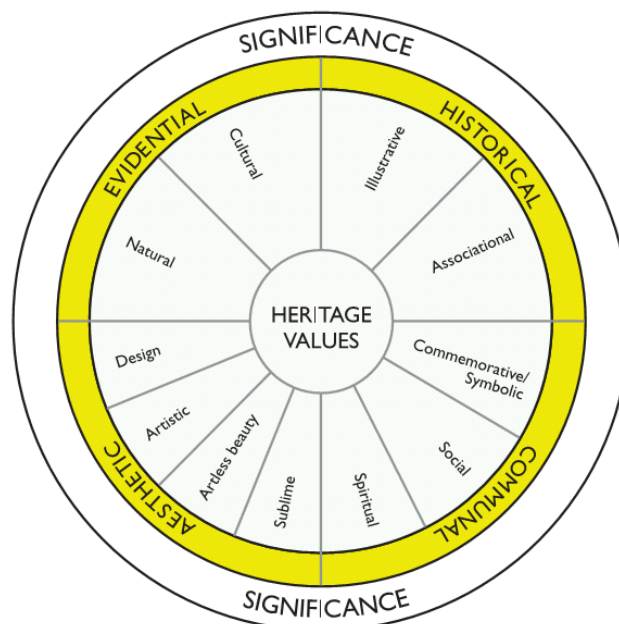 SIGNIFICANCE
EVIDENTIAL
HISTORICAL
Cultural
Illustrative
Natural
Associational
HERITAGE
VALUES
Design
Commemorative/
Symbolic
Artistic
Social
Artless beauty
Spiritual
Sublime
AESTHETIC
COMMUNAL
SIGNIFICANCE